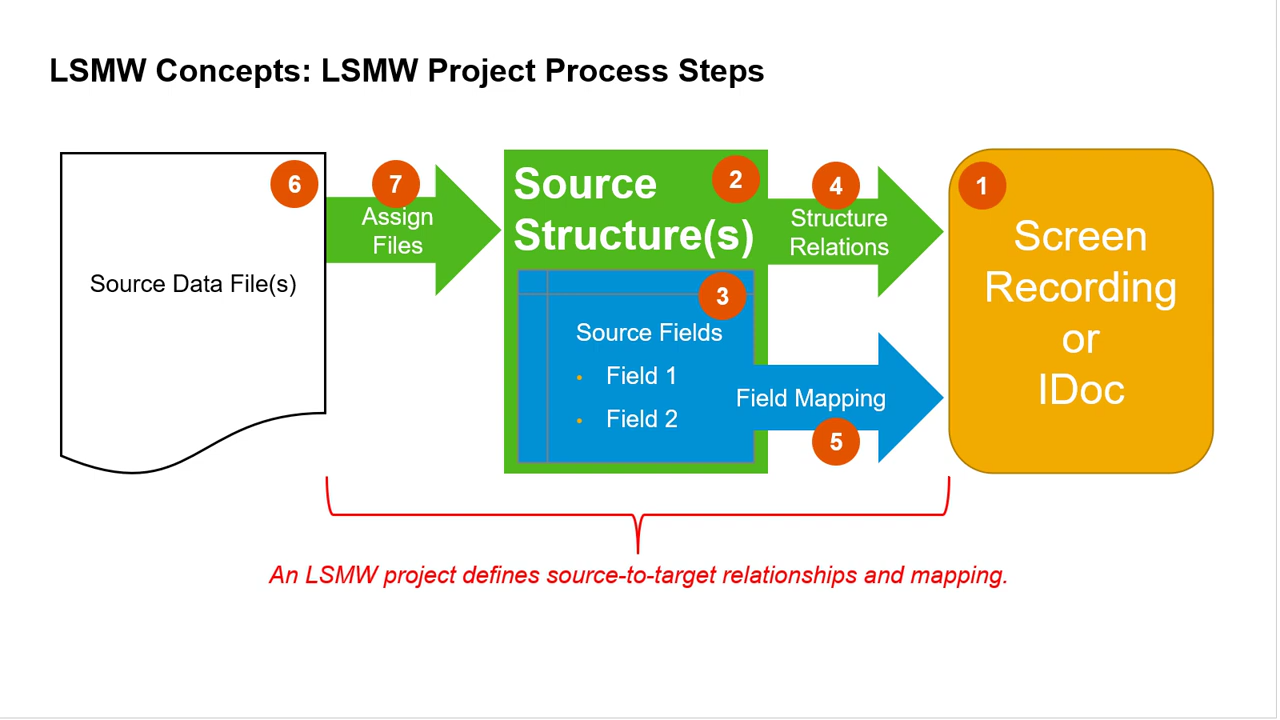 LSMW Concepts: LSMW Project Process Steps
6
Source Data File(s)
7
Assign
Files
Source
Structure(s)
2
3
Source Fields
• Field 1
• Field 2
4
Structure
Relations
Field Mapping
5
1
Screen
Recording
or
IDoc
An LSMW project defines source-to-target relationships and mapping.